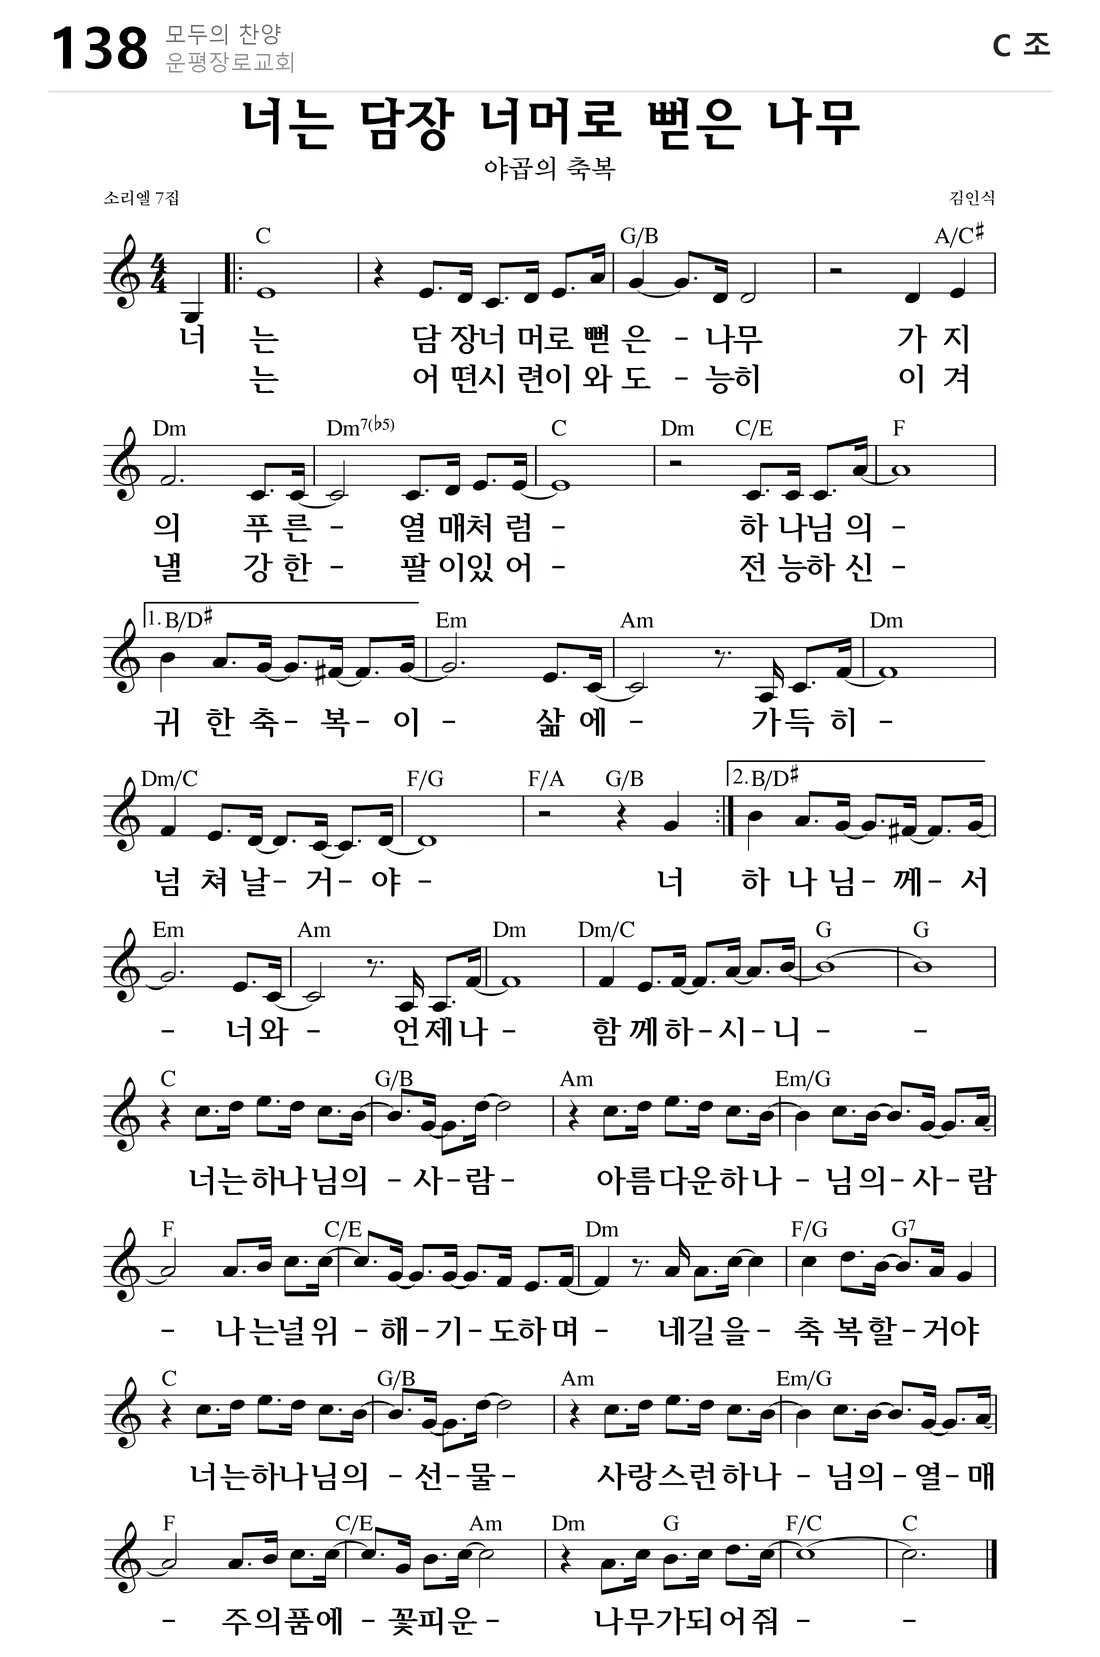 138 모두의 찬양
운평장로교회
C 조
너는 담장 너머로 뻗은 나무
야곱의 축복
소리엘 7집 김인식
C G/B A/C♯
너 는 담 장너 머로 뻗 은 - 나무 가 지
는 어 떤시 련이 와 도 - 능히 이 겨
Dm Dm7(♭5) C Dm C/E F
의 푸 른 - 열 매처 럼 - 하 나님 의 -
낼 강 한 - 팔 이있 어 - 전 능하 신 -
1. B/D♯ Em Am Dm
귀 한 축 - 복 - 이 - 삶 에 - 가 득 히 -
Dm/C F/G F/A G/B 2. B/D♯
넘 쳐 날 - 거 - 야 - 너 하 나 님 - 께 - 서
Em Am Dm Dm/C G G
- 너 와 - 언 제 나 - 함 께 하 - 시 - 니 - -
C G/B Am Em/G
너 는 하나 님의 - 사 - 람 - 아름 다운 하 나 - 님 의 - 사 - 람
F C/E Dm F/G G7
- 나 는 널 위 - 해 - 기 - 도 하 며 - 네 길 을 - 축 복 할 - 거 야
C G/B Am Em/G
너 는 하 나 님 의 - 선 - 물 - 사랑 스런 하 나 - 님 의 - 열 - 매
F C/E Am Dm G F/C C
- 주 의 품 에 - 꽃 피 운 - 나 무 가 되 어 줘 - -
4
4